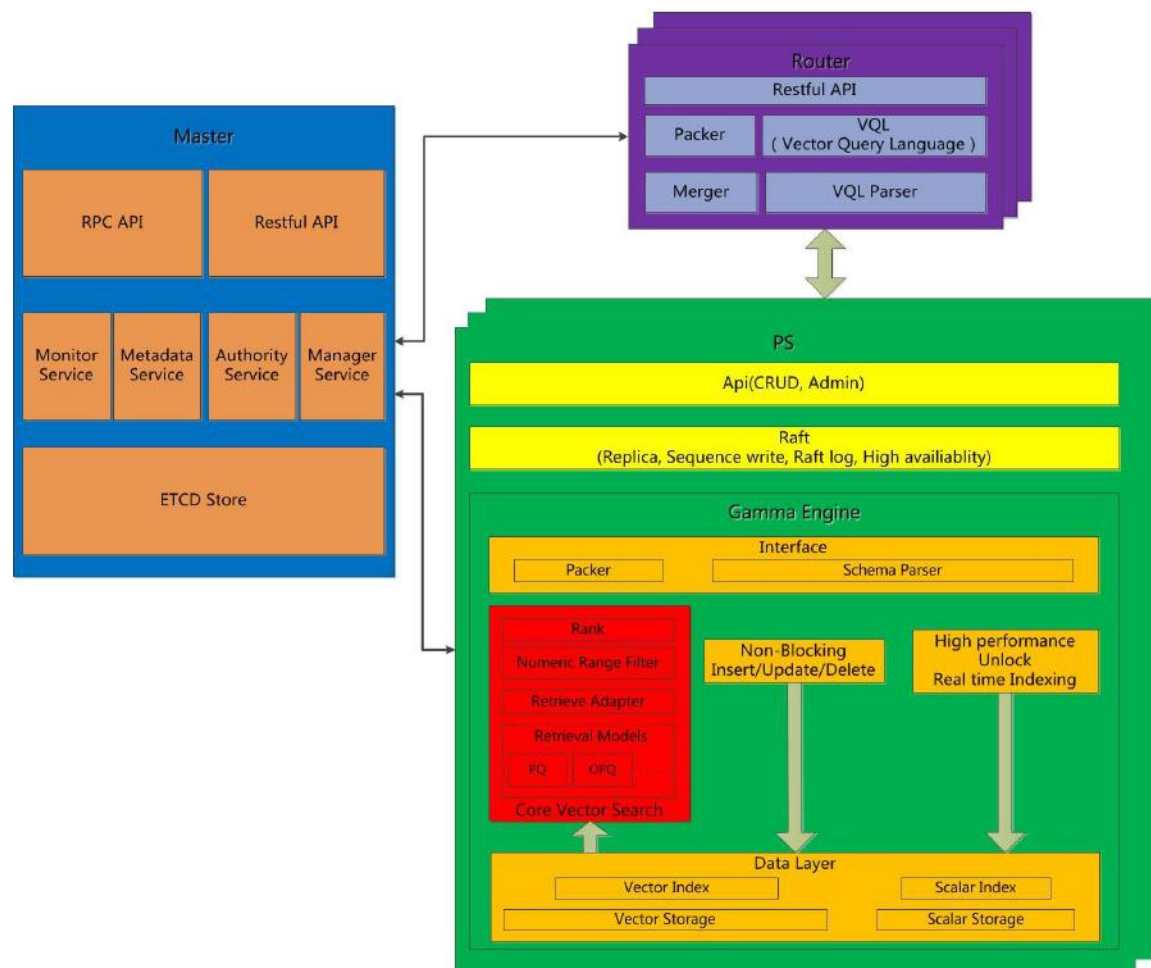 Router
Restful API
Packer
VQL
( Vector Query Language )
Merger
VQL Parser
Master
RPC API
Restful API
Monitor
Service
Metadata
Service
Authority
Service
Manager
Service
ETCD Store
PS
Api(CRUD, Admin)
Raft
(Replica, Sequence write, Raft log, High availiablity)
Gamma Engine
Interface
Packer
Schema Parser
Rank
Numeric Range Filter
Retrieve Adapter
Retrieval Models
PQ
OPQ
......
Core Vector Search
Non-Blocking
Insert/Update/Delete
High performance
Unlock
Real time Indexing
Data Layer
Vector Index
Scalar Index
Vector Storage
Scalar Storage